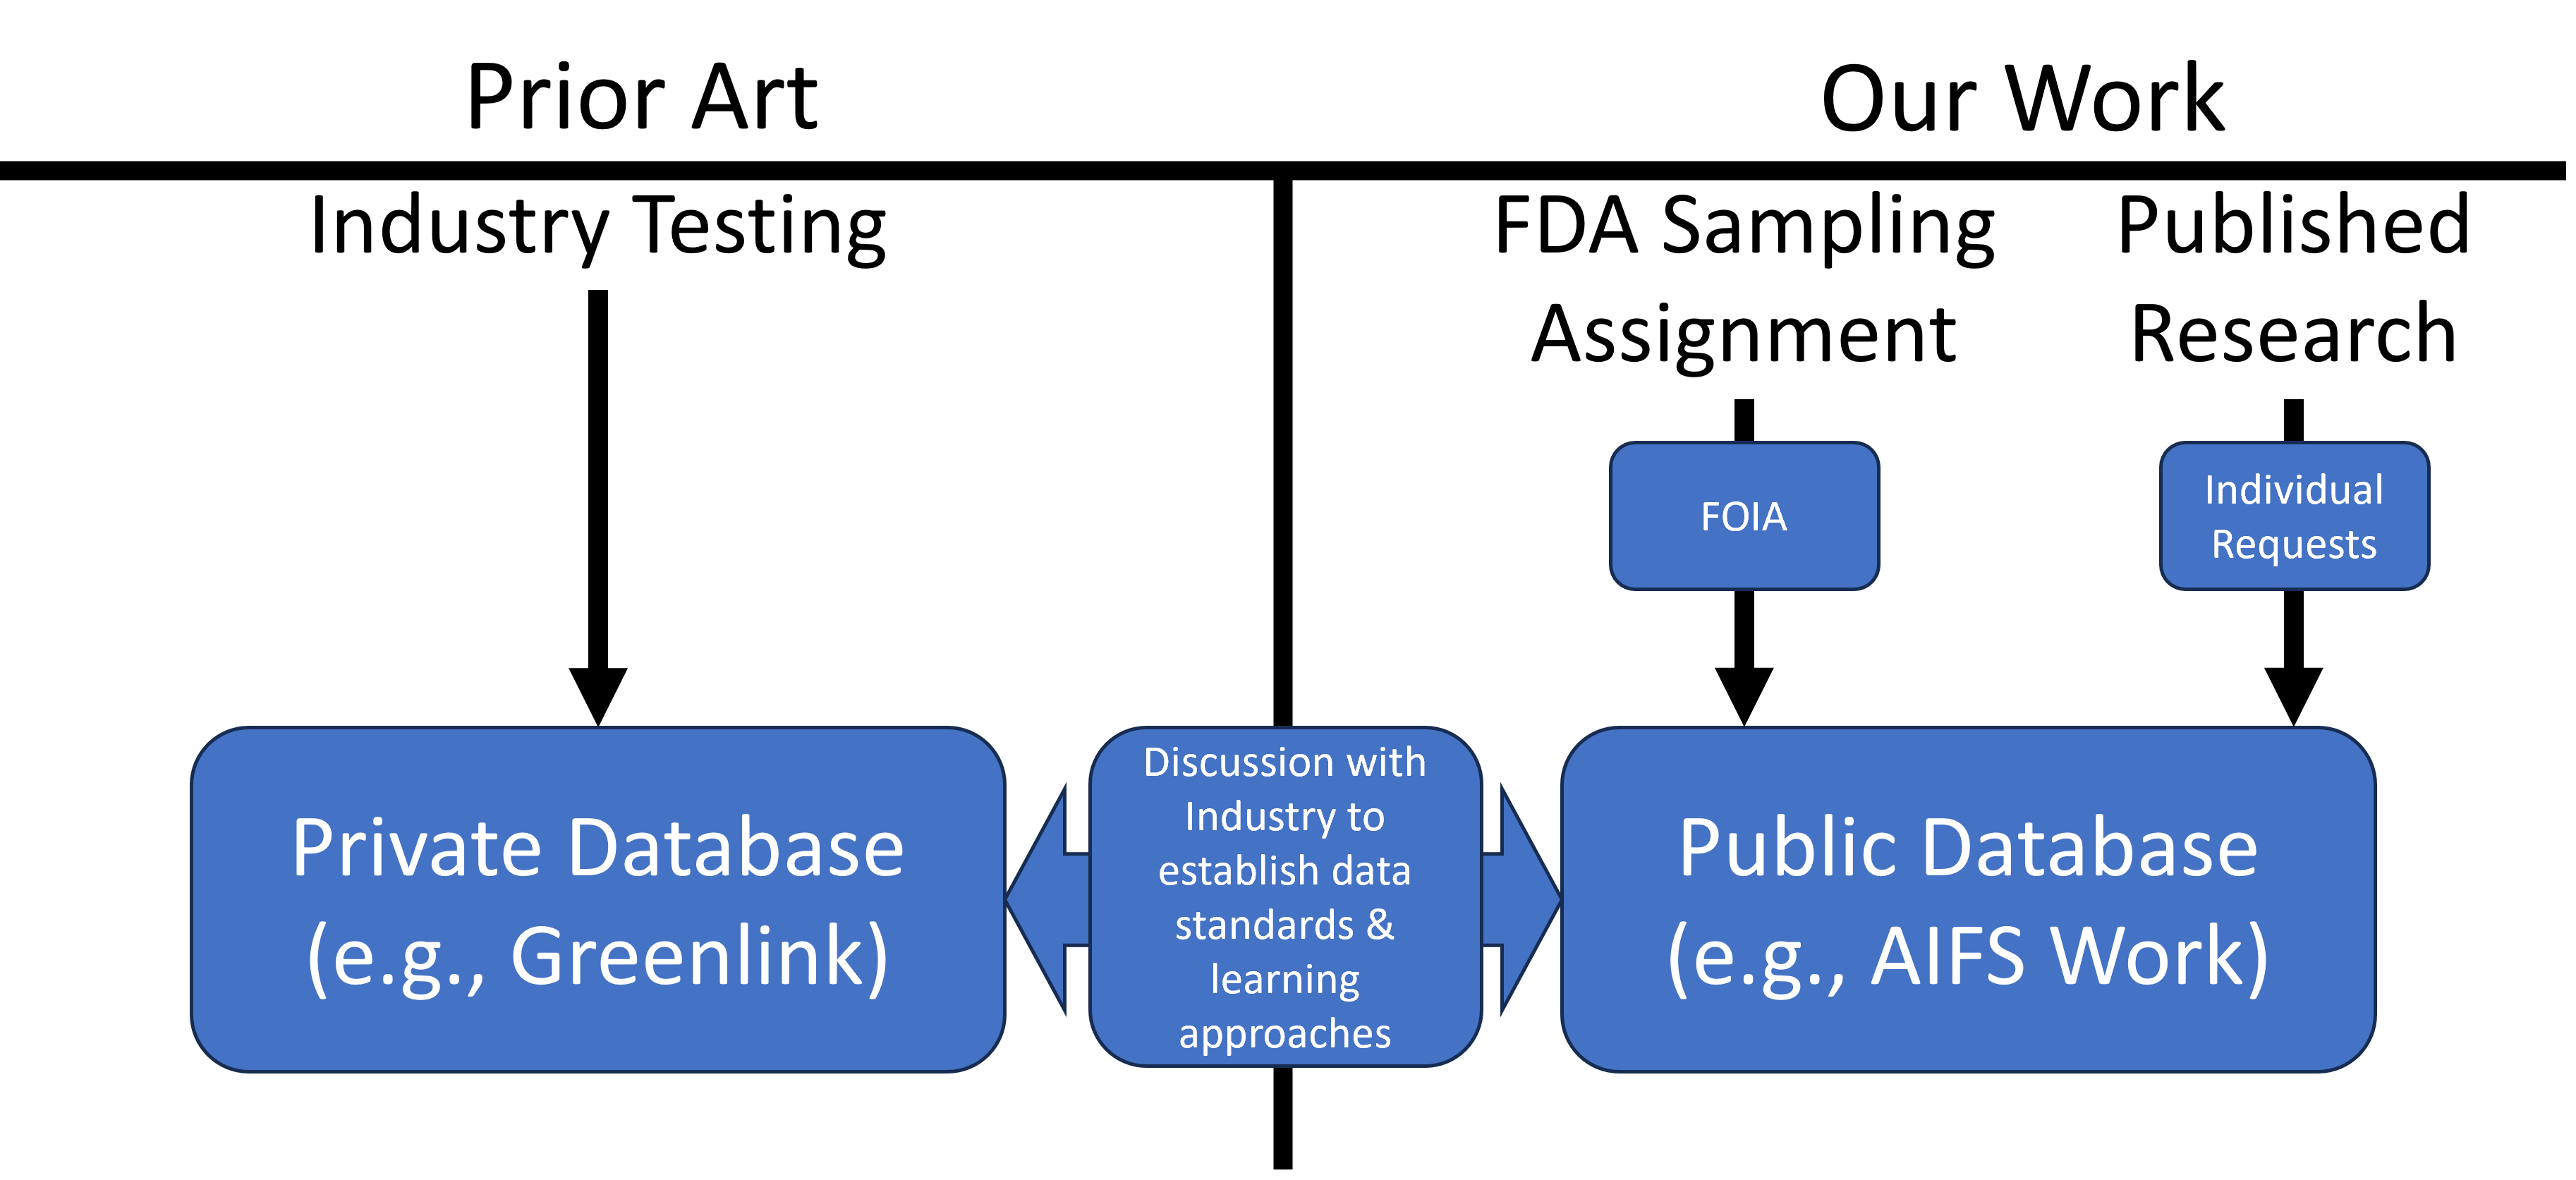 Prior Art
Our Work
Industry Testing
FDA Sampling
Assignment
Published
Research
FOIA
Individual
Requests
Private Database
(e.g., Greenlink)
Discussion with
Industry to
establish data
standards &
learning
approaches
Public Database
(e.g., AIFS Work)